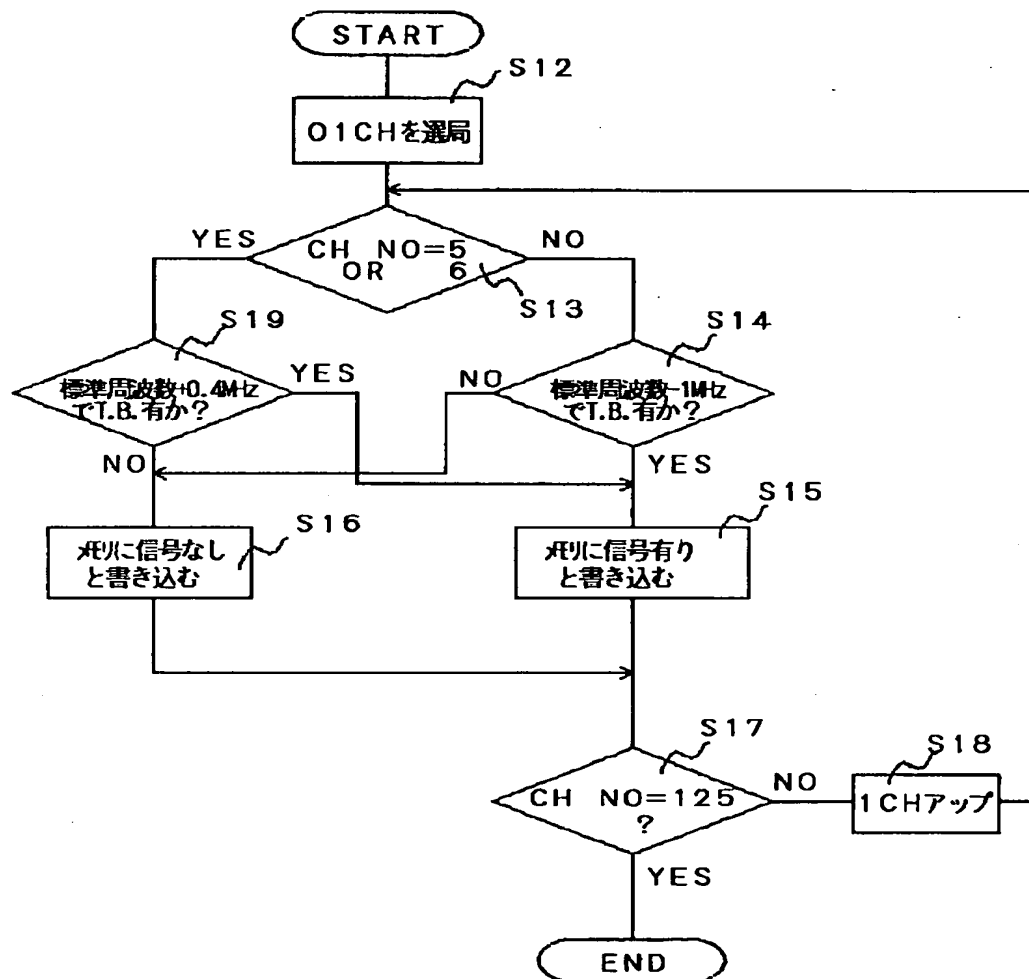 START
S12
01CHを選局
YES
CH NO=5
OR 6
NO
S13
S19
標準周波数+0.4MHz
でT.B.有か?
YES
S14
NO
標準周波数-1MHz
でT.B.有か?
NO
YES
S16
メモリに信号なし
と書き込む
S15
メモリに信号有り
と書き込む
S17
CH NO=125
?
NO
S18
1CHアップ
YES
END